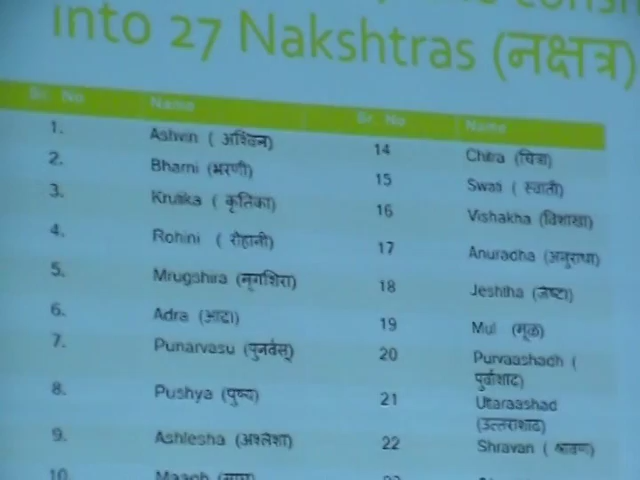 into 27 Nakshtras (नक्षत्र)
Sr. No Name Sr. No Name
1. Ashvin ( अश्विन) 14 Chitra (चित्रा)
2. Bharni (भरणी) 15 Swati ( स्वाती)
3. Krutika ( कृतिका) 16 Vishakha (विशाखा)
4. Rohini ( रोहानी) 17 Anuradha (अनुराधा)
5. Mrugshira (मृगशिरा) 18 Jeshtha (जेष्टा)
6. Adra (आद्रा) 19 Mul (मूळ)
7. Punarvasu (पुनर्वसू) 20 Purvaashadh (
पुर्वाशाढ)
8. Pushya (पुष्य) 21 Utaraashad
(उत्तराशाढ)
9. Ashlesha (अश्लेशा) 22 Shravan ( श्रावण)
10. Maagh